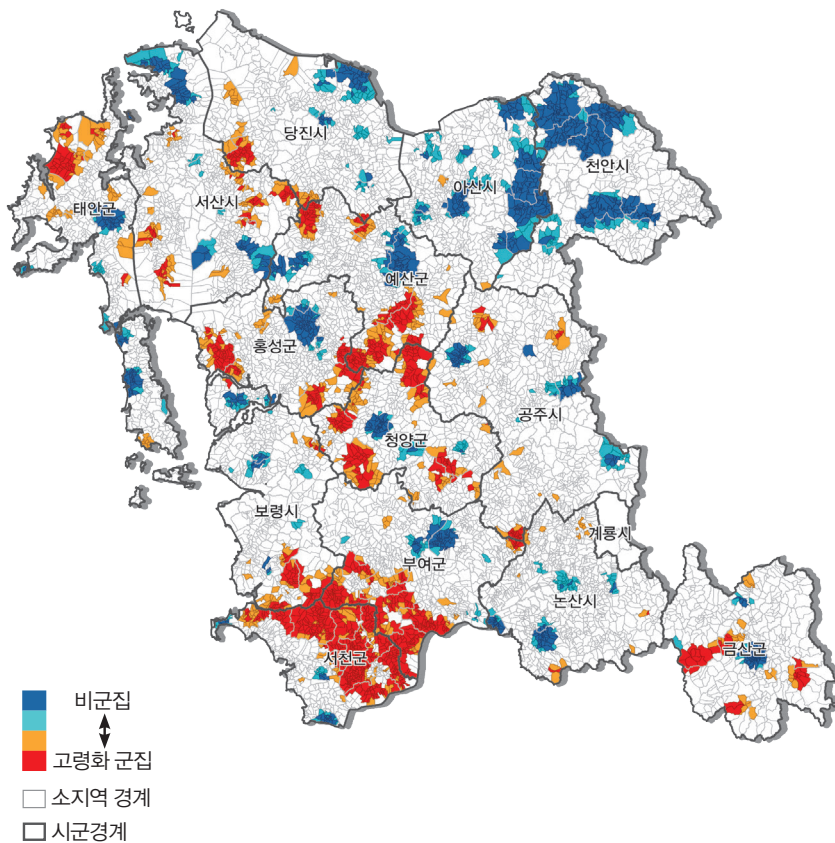 당진시
천안시
아산시
서산시
태안군
예산군
홍성군
공주시
청양군
보령시
계룡시
부여군
논산시
금산군
서천군
비군집
고령화 군집
소지역 경계
시군경계